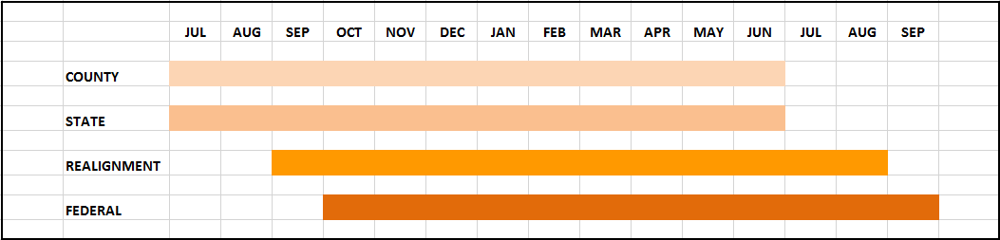 JUL AUG SEP OCT NOV DEC JAN FEB MAR APR MAY JUN JUL AUG SEP
COUNTY
STATE
REALIGNMENT
FEDERAL